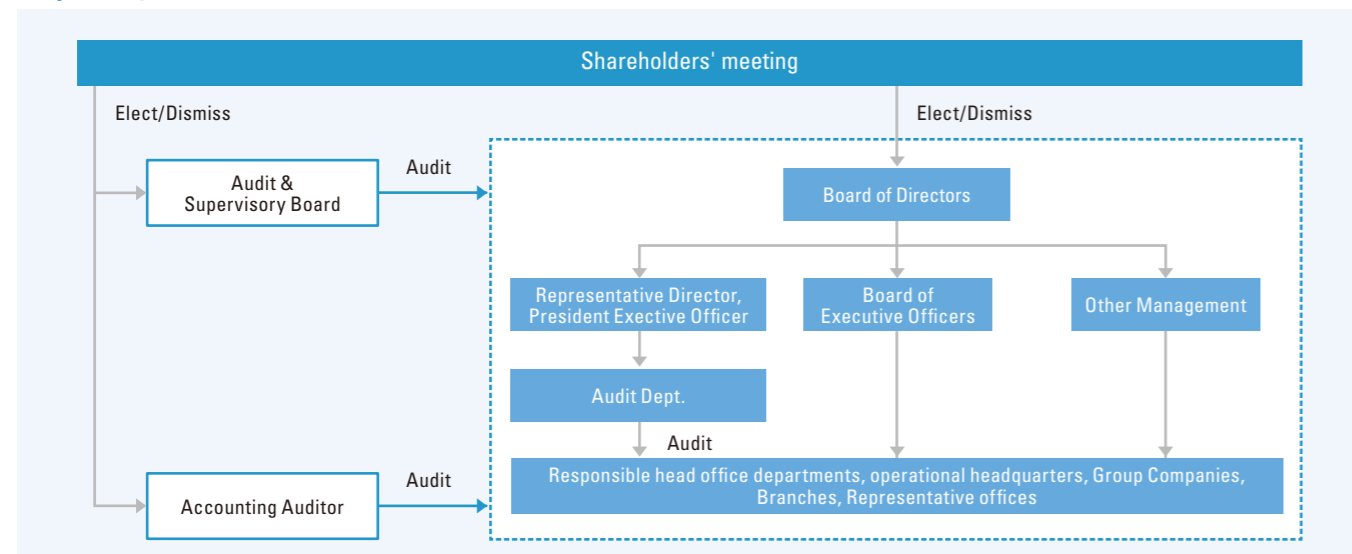 Shareholders' meeting
Elect/Dismiss
Elect/Dismiss
Audit &
Supervisory Board
Audit
Board of Directors
Representative Director,
President Exective Officer
Board of
Executive Officers
Other Management
Audit Dept.
Audit
Accounting Auditor
Audit
Responsible head office departments, operational headquarters, Group Companies,
Branches, Representative offices